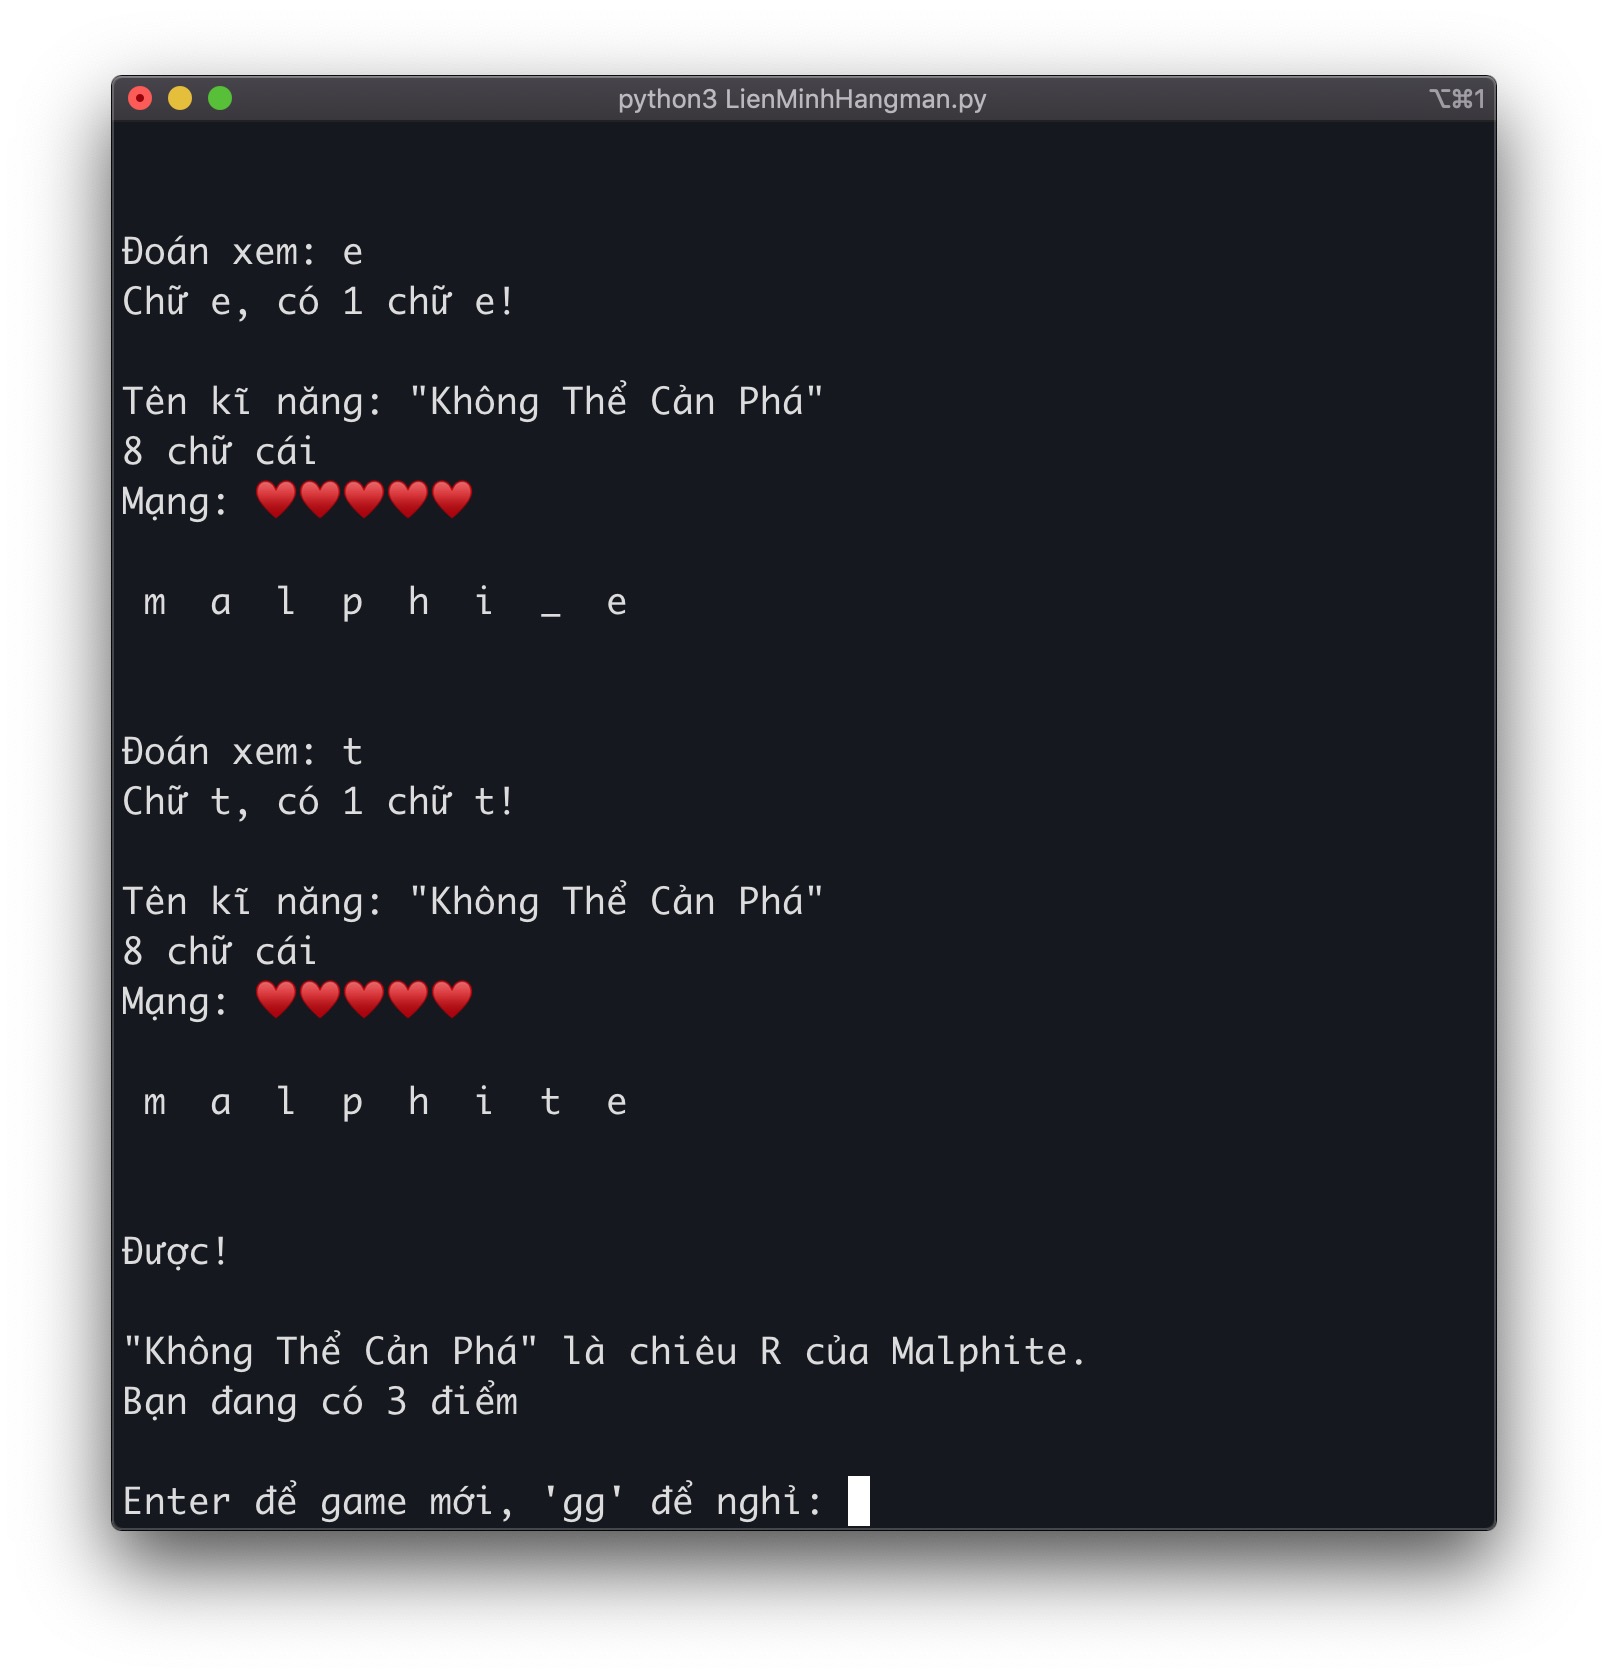 python3 LienMinhHangman.py
⌥⌘1
Đoán xem: e
Chữ e, có 1 chữ e!
Tên kĩ năng: "Không Thể Cản Phá"
8 chữ cái
Mạng: ♥♥♥♥♥
m a l p h i _ e
Đoán xem: t
Chữ t, có 1 chữ t!
Tên kĩ năng: "Không Thể Cản Phá"
8 chữ cái
Mạng: ♥♥♥♥♥
m a l p h i t e
Được!
"Không Thể Cản Phá" là chiêu R của Malphite.
Bạn đang có 3 điểm
Enter để game mới, 'gg' để nghỉ: